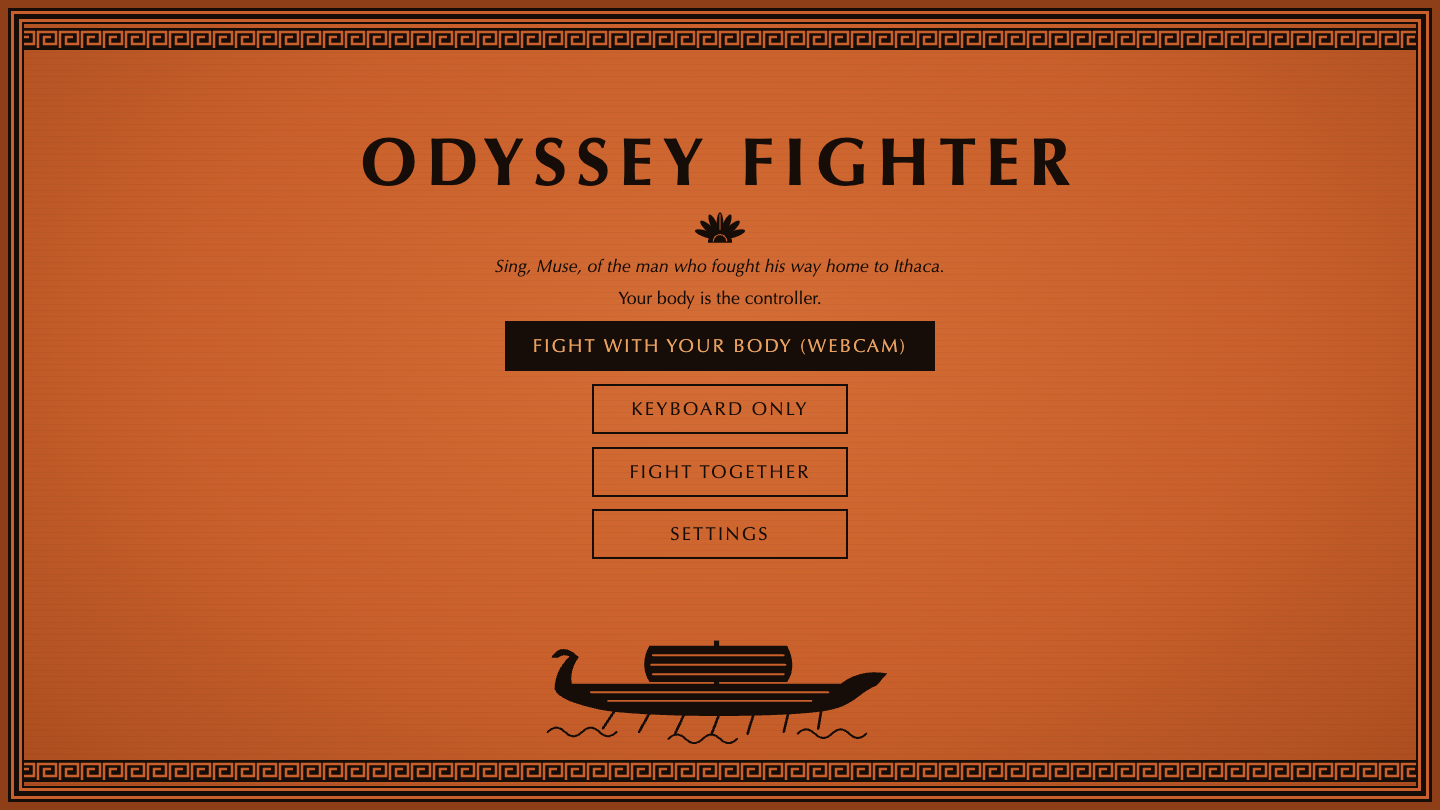 ODYSSEY FIGHTER
Sing, Muse, of the man who fought his way home to Ithaca.
Your body is the controller.
FIGHT WITH YOUR BODY (WEBCAM)
KEYBOARD ONLY
FIGHT TOGETHER
SETTINGS